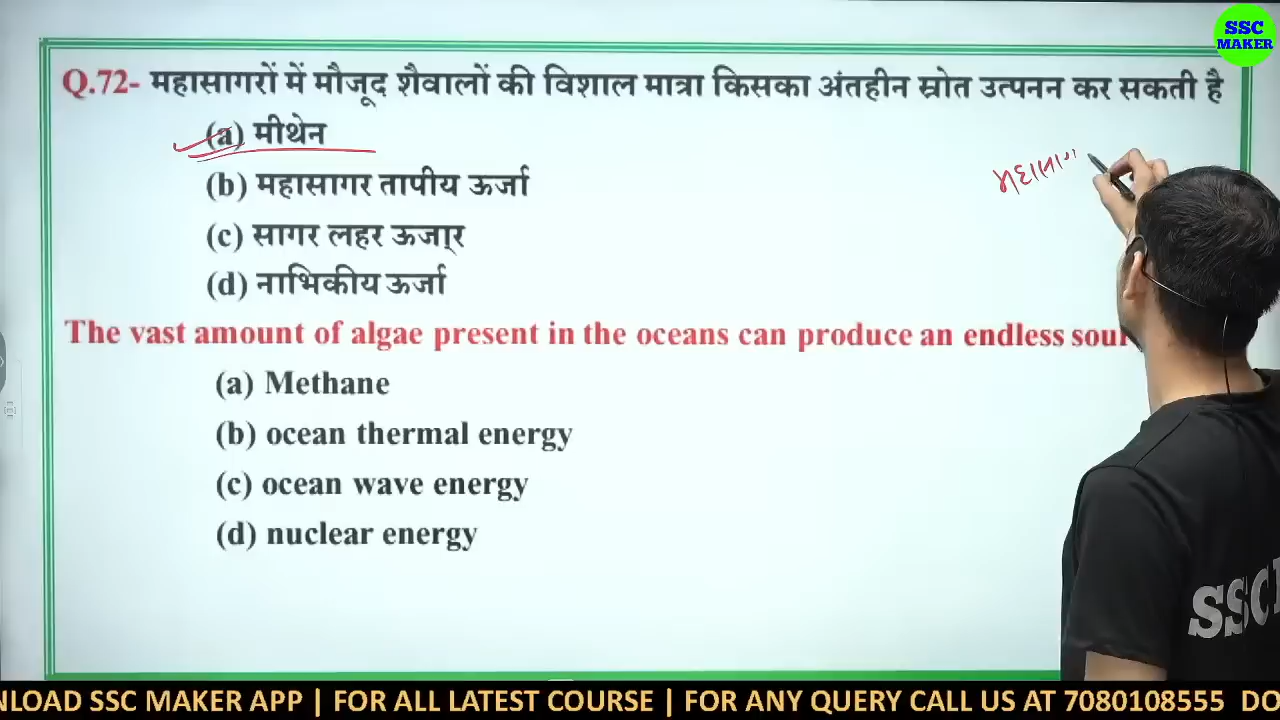 SSC
MAKER
Q.72- महासागरों में मौजूद शैवालों की विशाल मात्रा किसका अंतहीन स्रोत उत्पनन कर सकती है
(a) मीथेन
(b) महासागर तापीय ऊर्जा
(c) सागर लहर ऊजा्र
(d) नाभिकीय ऊर्जा
The vast amount of algae present in the oceans can produce an endless
(a) Methane
(b) ocean thermal energy
(c) ocean wave energy
(d) nuclear energy
SSC
NLOAD SSC MAKER APP | FOR ALL LATEST COURSE | FOR ANY QUERY CALL US AT 7080108555 DO